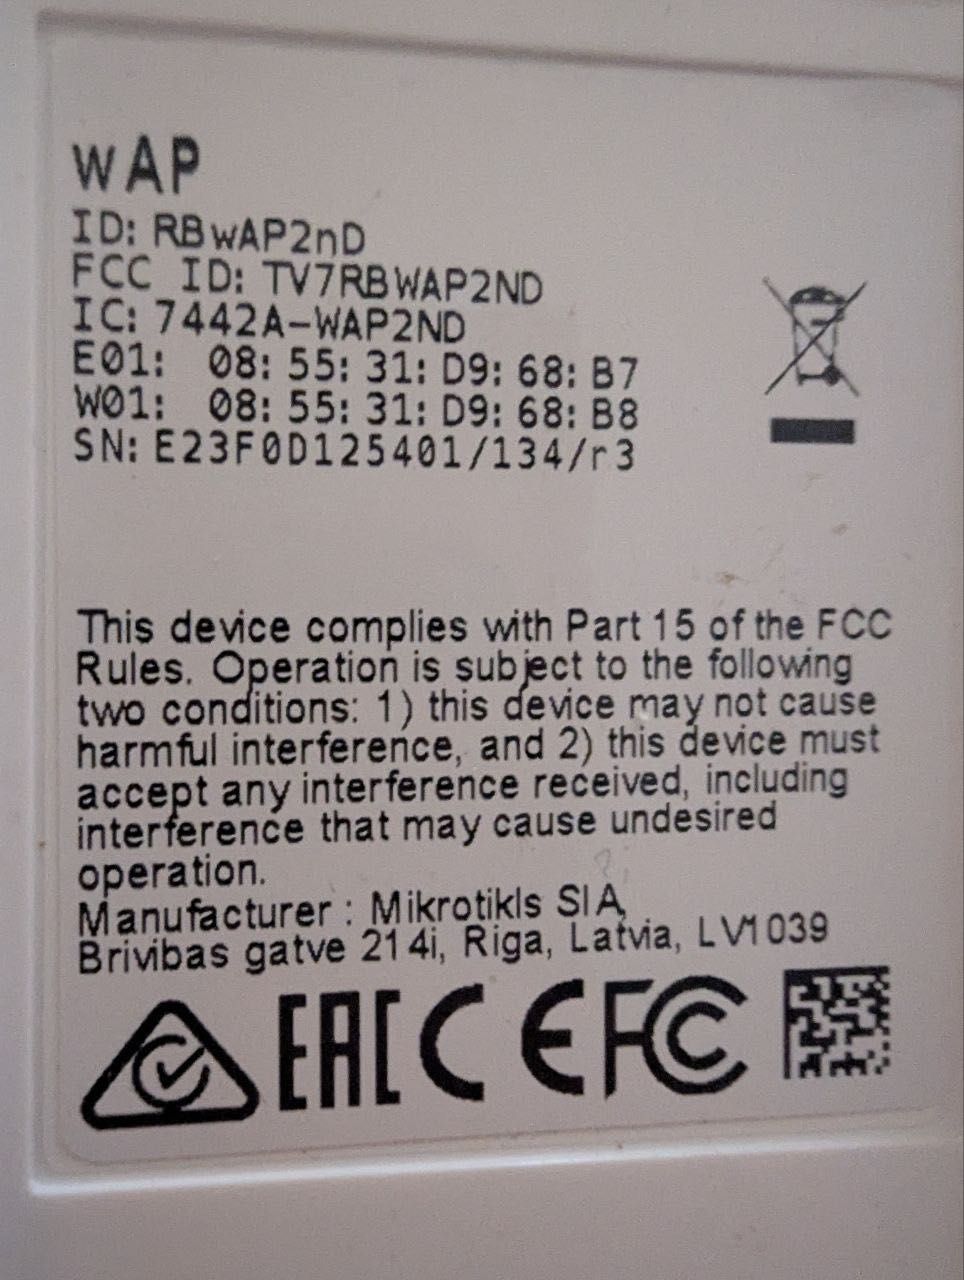 wAP
ID: RBwAP2nD
FCC ID: TV7RBWAP2ND
IC: 7442A-WAP2ND
E01: 08:55:31:D9:68:B7
W01: 08:55:31:D9:68:B8
SN: E23F0D125401/134/r3
This device complies with Part 15 of the FCC
Rules. Operation is subject to the following
two conditions: 1) this device may not cause
harmful interference, and 2) this device must
accept any interference received, including
interference that may cause undesired
operation.
Manufacturer : Mikrotikls SIA,
Brivibas gatve 214i, Riga, Latvia, LV1039
EAC CE FC